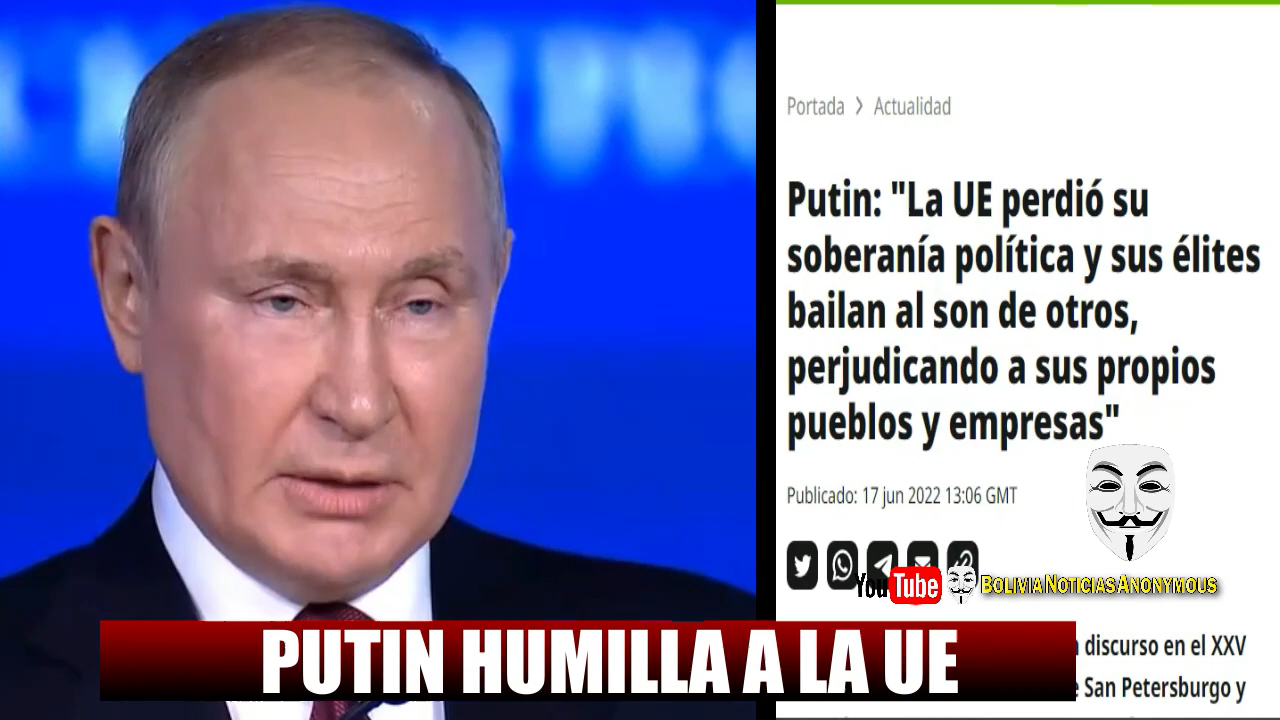 Portada > Actualidad
Putin: "La UE perdió su
soberanía política y sus élites
bailan al son de otros,
perjudicando a sus propios
pueblos y empresas"
Publicado: 17 jun 2022 13:06 GMT
YouTube BOLIVIANOTICIASANONYMOUS
discurso en el XXV
San Petersburgo y
PUTIN HUMILLA A LA UE